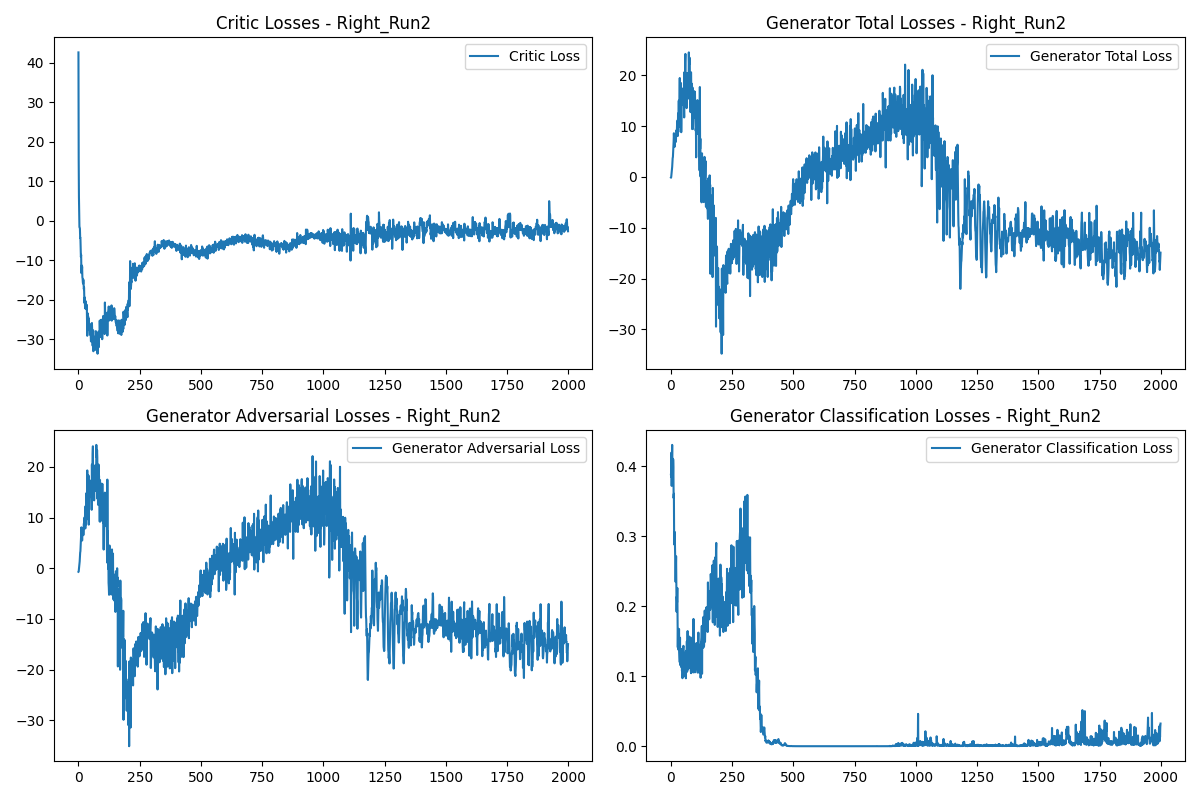 Critic Losses - Right_Run2
Critic Loss
40
30
20
10
0
−10
−20
−30
0 250 500 750 1000 1250 1500 1750 2000
Generator Total Losses - Right_Run2
Generator Total Loss
20
10
0
−10
−20
−30
0 250 500 750 1000 1250 1500 1750 2000
Generator Adversarial Losses - Right_Run2
Generator Adversarial Loss
20
10
0
−10
−20
−30
0 250 500 750 1000 1250 1500 1750 2000
Generator Classification Losses - Right_Run2
Generator Classification Loss
0.4
0.3
0.2
0.1
0.0
0 250 500 750 1000 1250 1500 1750 2000